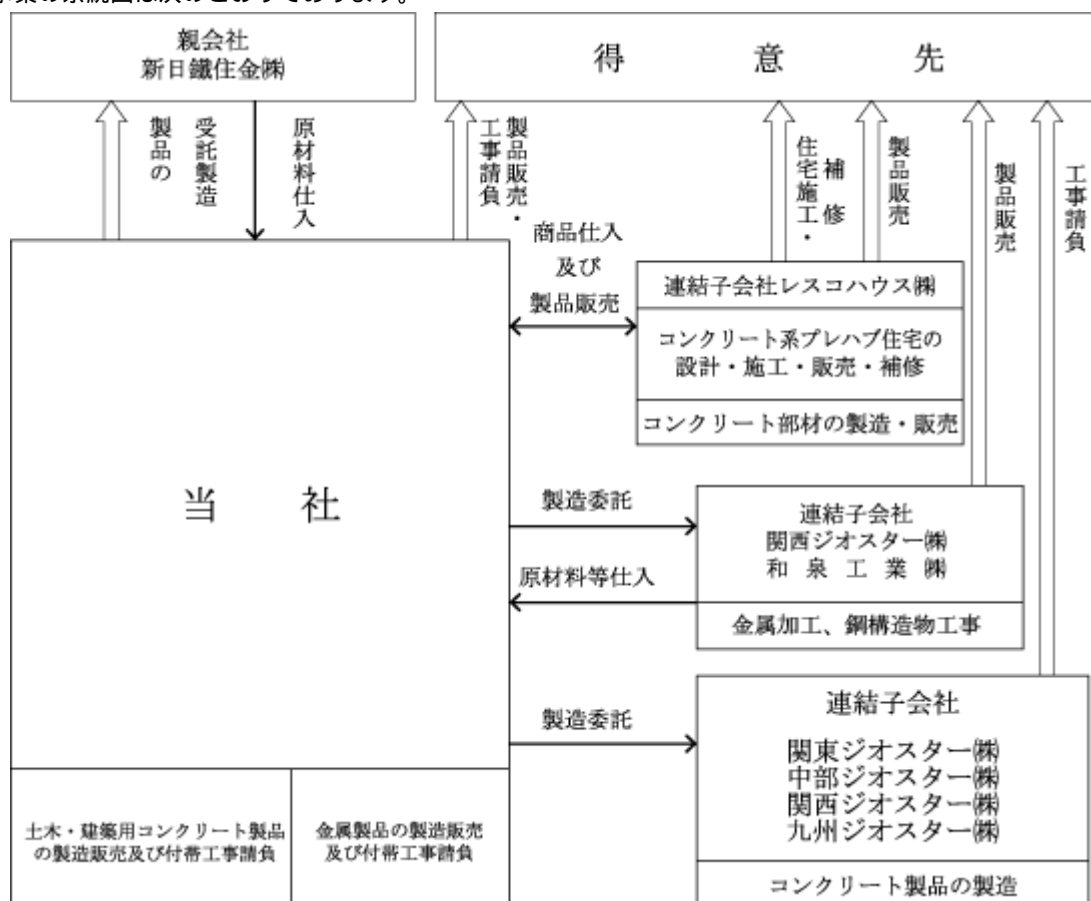 事業の系統図は次のとおりであります。
親会社
新日鐵住金㈱
得意先
製品の
受託製造
原材料仕入
製品販売・
工事請負
住宅施工・
補修
製品販売
製品販売
工事請負
商品仕入
及び
製品販売
連結子会社レスコハウス㈱
コンクリート系プレハブ住宅の
設計・施工・販売・補修
コンクリート部材の製造・販売
当社
製造委託
原材料等仕入
連結子会社
関西ジオスター㈱
和泉工業㈱
金属加工、鋼構造物工事
製造委託
連結子会社
関東ジオスター㈱
中部ジオスター㈱
関西ジオスター㈱
九州ジオスター㈱
コンクリート製品の製造
土木・建築用コンクリート製品
の製造販売及び付帯工事請負
金属製品の製造販売
及び付帯工事請負